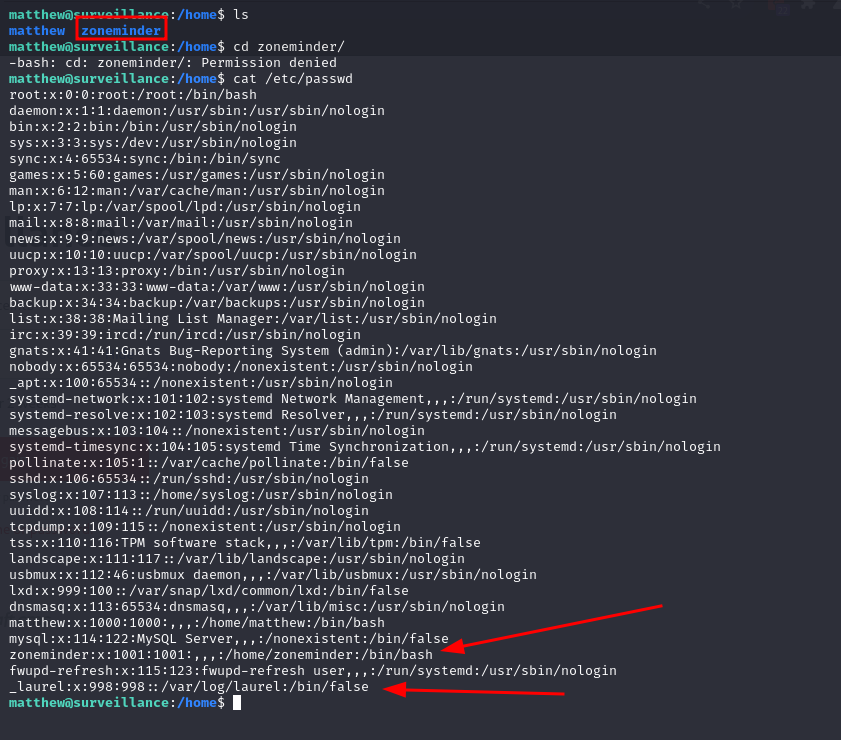 matthew@surveillance:/home$ ls
matthew zoneminder
matthew@surveillance:/home$ cd zoneminder/
-bash: cd: zoneminder/: Permission denied
matthew@surveillance:/home$ cat /etc/passwd
root:x:0:0:root:/root:/bin/bash
daemon:x:1:1:daemon:/usr/sbin:/usr/sbin/nologin
bin:x:2:2:bin:/bin:/usr/sbin/nologin
sys:x:3:3:sys:/dev:/usr/sbin/nologin
sync:x:4:65534:sync:/bin:/bin/sync
games:x:5:60:games:/usr/games:/usr/sbin/nologin
man:x:6:12:man:/var/cache/man:/usr/sbin/nologin
lp:x:7:7:lp:/var/spool/lpd:/usr/sbin/nologin
mail:x:8:8:mail:/var/mail:/usr/sbin/nologin
news:x:9:9:news:/var/spool/news:/usr/sbin/nologin
uucp:x:10:10:uucp:/var/spool/uucp:/usr/sbin/nologin
proxy:x:13:13:proxy:/bin:/usr/sbin/nologin
www-data:x:33:33:www-data:/var/www:/usr/sbin/nologin
backup:x:34:34:backup:/var/backups:/usr/sbin/nologin
list:x:38:38:Mailing List Manager:/var/list:/usr/sbin/nologin
irc:x:39:39:ircd:/run/ircd:/usr/sbin/nologin
gnats:x:41:41:Gnats Bug-Reporting System (admin):/var/lib/gnats:/usr/sbin/nologin
nobody:x:65534:65534:nobody:/nonexistent:/usr/sbin/nologin
_apt:x:100:65534::/nonexistent:/usr/sbin/nologin
systemd-network:x:101:102:systemd Network Management,,,:/run/systemd:/usr/sbin/nologin
systemd-resolve:x:102:103:systemd Resolver,,,:/run/systemd:/usr/sbin/nologin
messagebus:x:103:104::/nonexistent:/usr/sbin/nologin
systemd-timesync:x:104:105:systemd Time Synchronization,,,:/run/systemd:/usr/sbin/nologin
pollinate:x:105:1::/var/cache/pollinate:/bin/false
sshd:x:106:65534::/run/sshd:/usr/sbin/nologin
syslog:x:107:113::/home/syslog:/usr/sbin/nologin
uuidd:x:108:114::/run/uuidd:/usr/sbin/nologin
tcpdump:x:109:115::/nonexistent:/usr/sbin/nologin
tss:x:110:116:TPM software stack,,,:/var/lib/tpm:/bin/false
landscape:x:111:117::/var/lib/landscape:/usr/sbin/nologin
usbmux:x:112:46:usbmux daemon,,,:/var/lib/usbmux:/usr/sbin/nologin
lxd:x:999:100::/var/snap/lxd/common/lxd:/bin/false
dnsmasq:x:113:65534:dnsmasq,,,:/var/lib/misc:/usr/sbin/nologin
matthew:x:1000:1000:,,,:/home/matthew:/bin/bash
mysql:x:114:122:MySQL Server,,,:/nonexistent:/bin/false
zoneminder:x:1001:1001:,,,:/home/zoneminder:/bin/bash
fwupd-refresh:x:115:123:fwupd-refresh user,,,:/run/systemd:/usr/sbin/nologin
_laurel:x:998:998::/var/log/laurel:/bin/false
matthew@surveillance:/home$